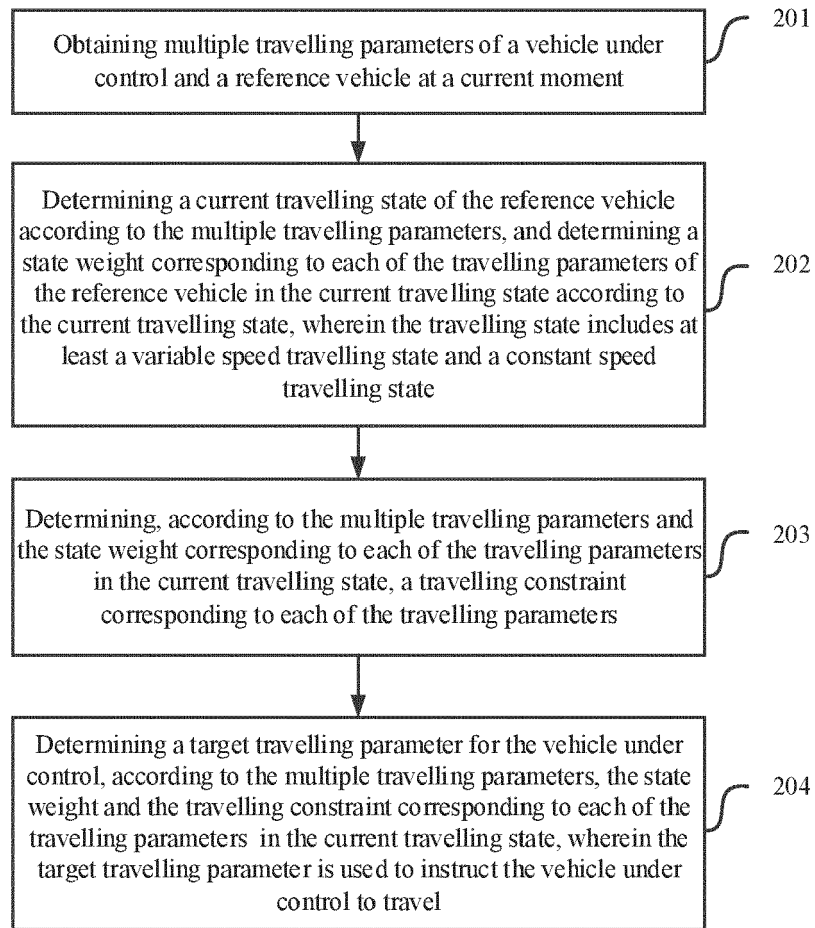 Obtaining multiple travelling parameters of a vehicle under
control and a reference vehicle at a current moment
201
Determining a current travelling state of the reference vehicle
according to the multiple travelling parameters, and determining a
state weight corresponding to each of the travelling parameters of
the reference vehicle in the current travelling state according to
the current travelling state, wherein the travelling state includes at
least a variable speed travelling state and a constant speed
travelling state
202
Determining, according to the multiple travelling parameters and
the state weight corresponding to each of the travelling parameters
in the current travelling state, a travelling constraint
corresponding to each of the travelling parameters
203
Determining a target travelling parameter for the vehicle under
control, according to the multiple travelling parameters, the state
weight and the travelling constraint corresponding to each of the
travelling parameters in the current travelling state, wherein the
target travelling parameter is used to instruct the vehicle under
control to travel
204